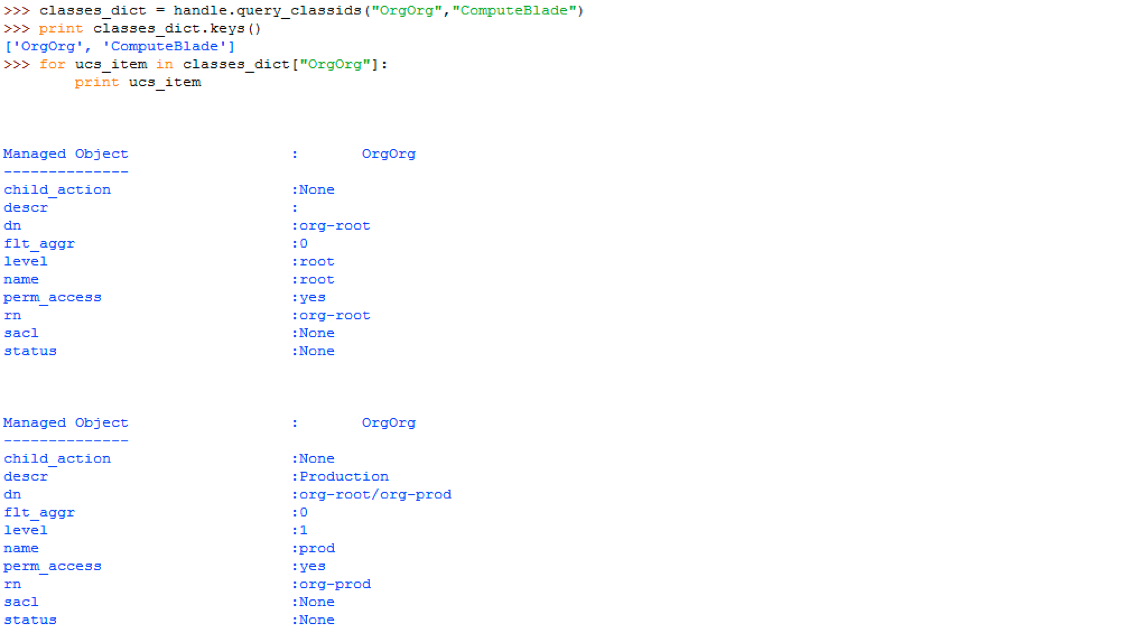 >>> classes_dict = handle.query_classids("OrgOrg","ComputeBlade")
>>> print classes_dict.keys()
['OrgOrg', 'ComputeBlade']
>>> for ucs_item in classes_dict["OrgOrg"]:
        print ucs_item
Managed Object                  :       OrgOrg
--------------
child_action                    :None
descr                           :
dn                              :org-root
flt_aggr                        :0
level                           :root
name                            :root
perm_access                     :yes
rn                              :org-root
sacl                            :None
status                          :None
Managed Object                  :       OrgOrg
--------------
child_action                    :None
descr                           :Production
dn                              :org-root/org-prod
flt_aggr                        :0
level                           :1
name                            :prod
perm_access                     :yes
rn                              :org-prod
sacl                            :None
status                          :None